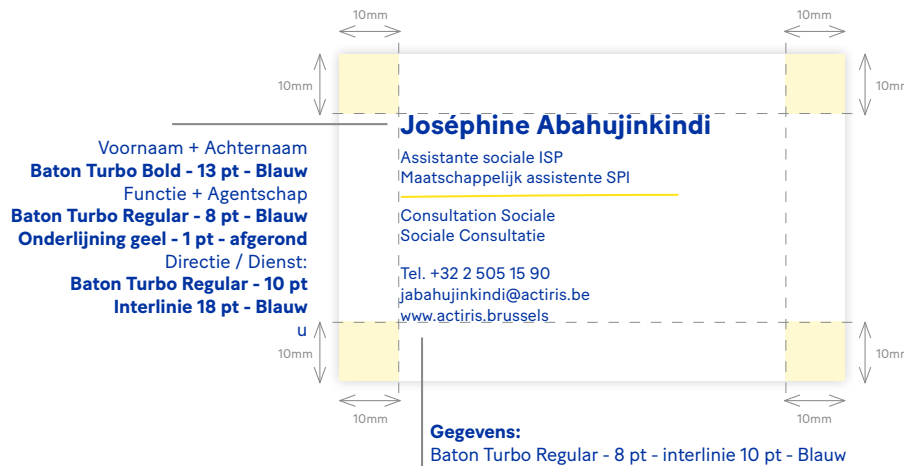 10mm
10mm
10mm
10mm
Joséphine Abahujinkindi
Assistante sociale ISP
Maatschappelijk assistente SPI
Consultation Sociale
Sociale Consultatie
Tel. +32 2 505 15 90
jabahujinkindi@actiris.be
www.actiris.brussels
Voornaam + Achternaam
Baton Turbo Bold - 13 pt - Blauw
Functie + Agentschap
Baton Turbo Regular - 8 pt - Blauw
Onderlijning geel - 1 pt - afgerond
Directie / Dienst:
Baton Turbo Regular - 10 pt
Interlinie 18 pt - Blauw
u
10mm
10mm
10mm
10mm
Gegevens:
Baton Turbo Regular - 8 pt - interlinie 10 pt - Blauw